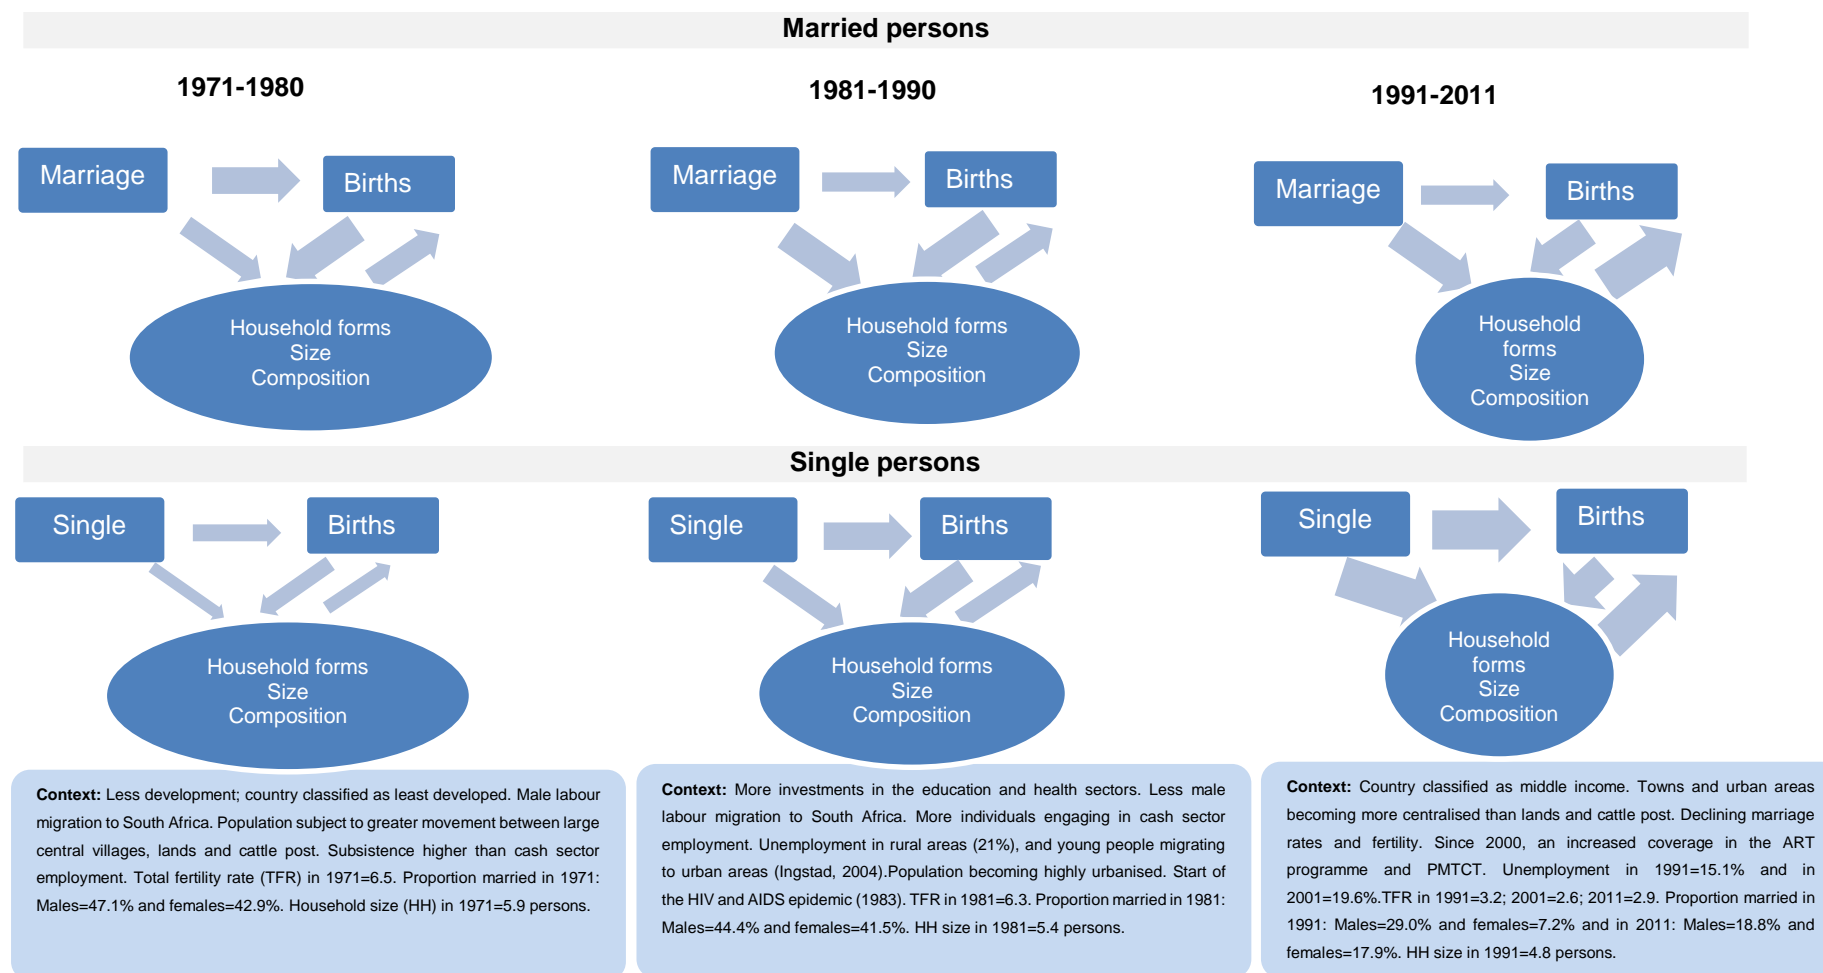 Married persons
1971-1980
1981-1990
1991-2011
Marriage
Births
Household forms
Size
Composition
Marriage
Births
Household forms
Size
Composition
Marriage
Births
Household
forms
Size
Composition
Single persons
Single
Births
Household forms
Size
Composition
Single
Births
Household forms
Size
Composition
Single
Births
Household
forms
Size
Composition
Context: Less development; country classified as least developed. Male labour
migration to South Africa. Population subject to greater movement between large
central villages, lands and cattle post. Subsistence higher than cash sector
employment. Total fertility rate (TFR) in 1971=6.5. Proportion married in 1971:
Males=47.1% and females=42.9%. Household size (HH) in 1971=5.9 persons.
Context: More investments in the education and health sectors. Less male
labour migration to South Africa. More individuals engaging in cash sector
employment. Unemployment in rural areas (21%), and young people migrating
to urban areas (Ingstad, 2004).Population becoming highly urbanised. Start of
the HIV and AIDS epidemic (1983). TFR in 1981=6.3. Proportion married in 1981:
Males=44.4% and females=41.5%. HH size in 1981=5.4 persons.
Context: Country classified as middle income. Towns and urban areas
becoming more centralised than lands and cattle post. Declining marriage
rates and fertility. Since 2000, an increased coverage in the ART
programme and PMTCT. Unemployment in 1991=15.1% and in
2001=19.6%.TFR in 1991=3.2; 2001=2.6; 2011=2.9. Proportion married in
1991: Males=29.0% and females=7.2% and in 2011: Males=18.8% and
females=17.9%. HH size in 1991=4.8 persons.